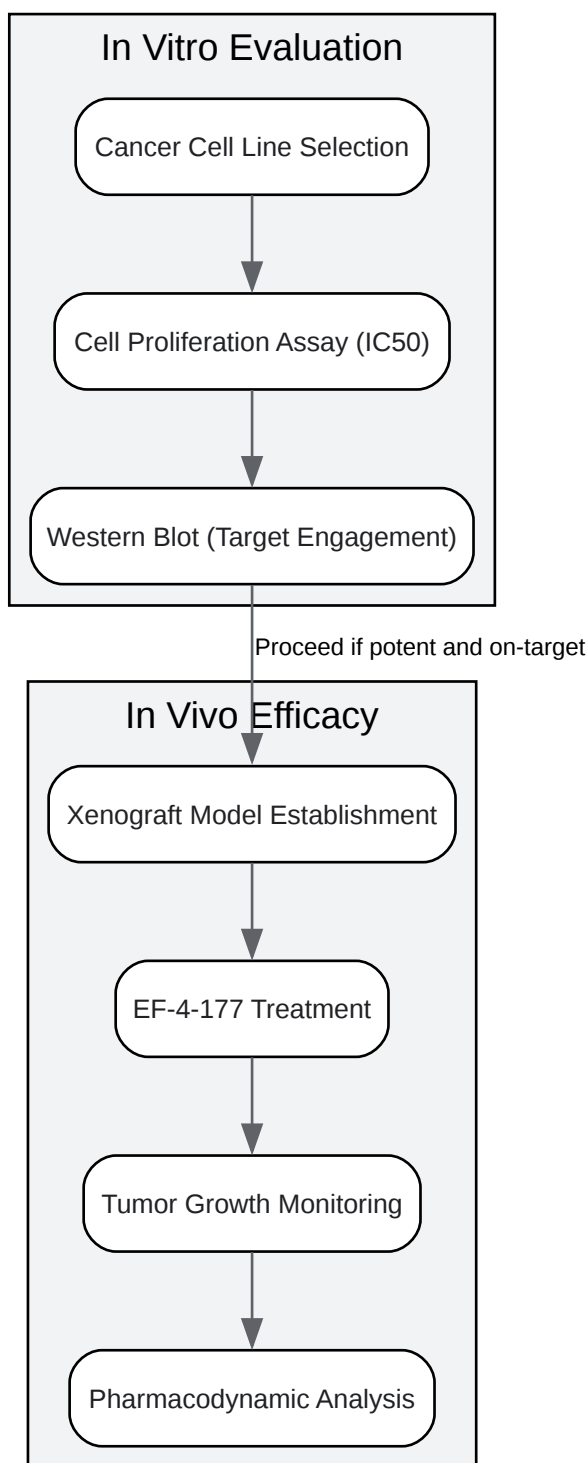 In Vitro Evaluation
Cancer Cell Line Selection
Cell Proliferation Assay (IC50)
Western Blot (Target Engagement)
Proceed if potent and on-target
In Vivo Efficacy
Xenograft Model Establishment
EF-4-177 Treatment
Tumor Growth Monitoring
Pharmacodynamic Analysis